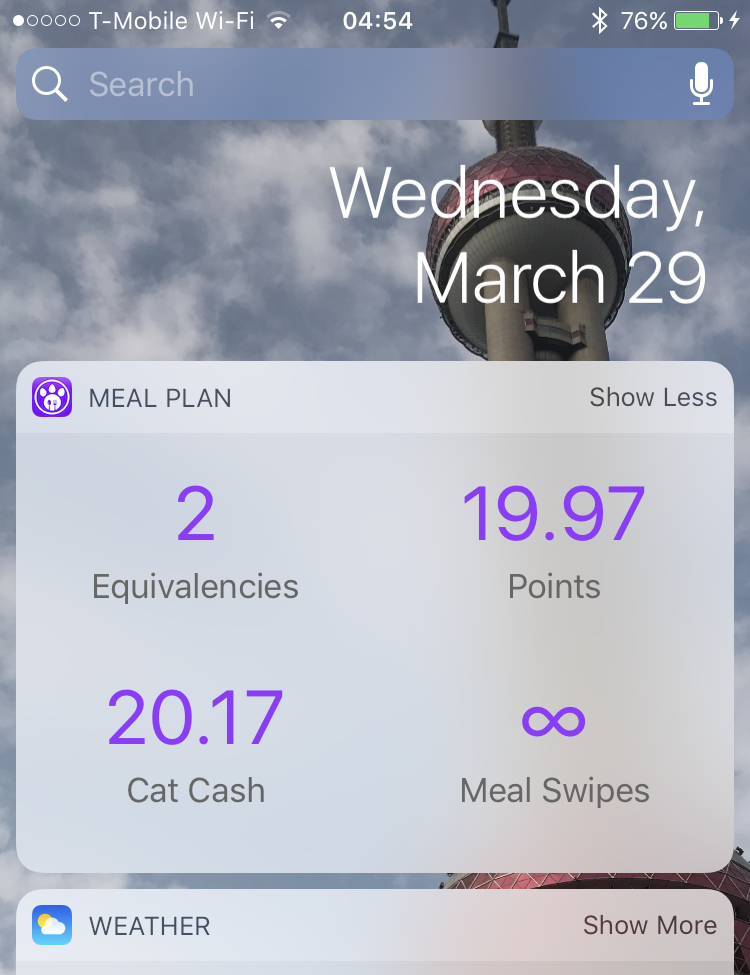 T-Mobile Wi-Fi 04:54 76%
Search
Wednesday,
March 29
MEAL PLAN Show Less
2 19.97
Equivalencies Points
20.17 ∞
Cat Cash Meal Swipes
WEATHER Show More